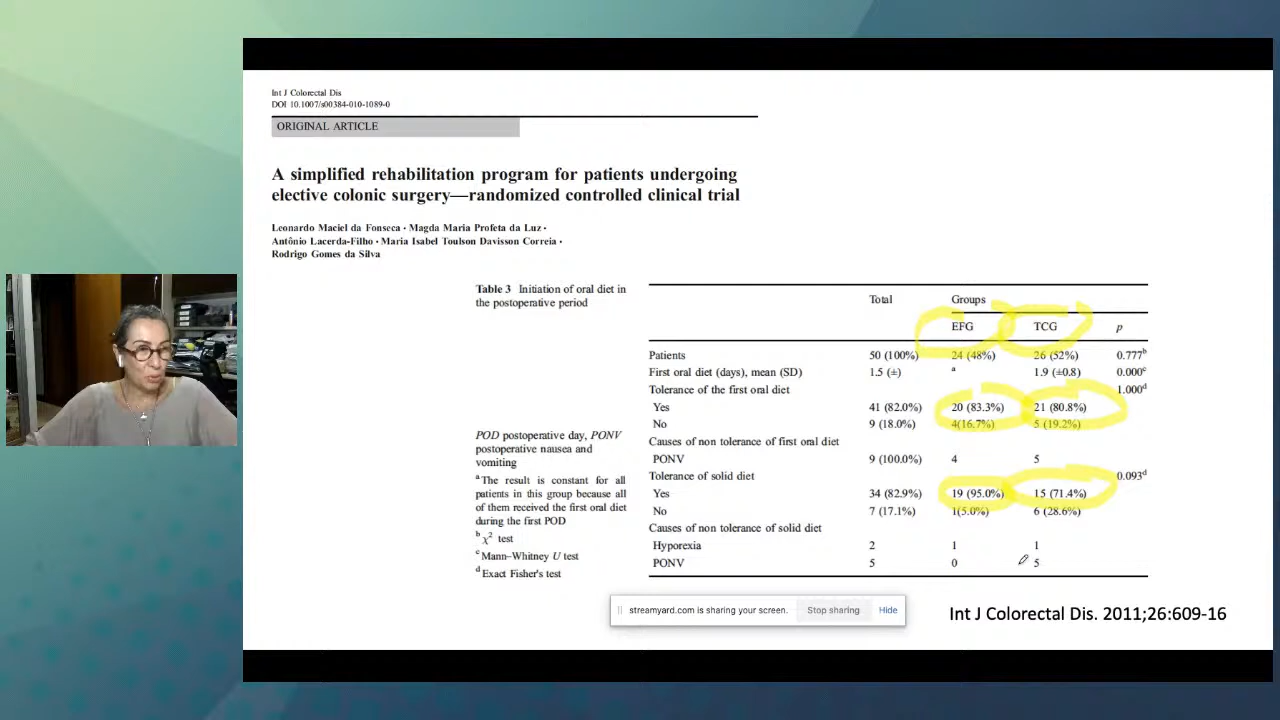 Int J Colorectal Dis
DOI 10.1007/s00384-010-1089-0
ORIGINAL ARTICLE
A simplified rehabilitation program for patients undergoing
elective colonic surgery—randomized controlled clinical trial
Leonardo Maciel da Fonseca · Magda Maria Profeta da Luz ·
Antônio Lacerda-Filho · Maria Isabel Toulson Davisson Correia ·
Rodrigo Gomes da Silva
Table 3 Initiation of oral diet in
the postoperative period
POD postoperative day, PONV
postoperative nausea and
vomiting
a The result is constant for all
patients in this group because all
of them received the first oral diet
during the first POD
b χ² test
c Mann–Whitney U test
d Exact Fisher's test
Total Groups
EFG TCG p
Patients 50 (100%) 24 (48%) 26 (52%) 0.777b
First oral diet (days), mean (SD) 1.5 (±) a 1.9 (±0.8) 0.000c
Tolerance of the first oral diet 1.000d
Yes 41 (82.0%) 20 (83.3%) 21 (80.8%)
No 9 (18.0%) 4(16.7%) 5 (19.2%)
Causes of non tolerance of first oral diet
PONV 9 (100.0%) 4 5
Tolerance of solid diet 0.093d
Yes 34 (82.9%) 19 (95.0%) 15 (71.4%)
No 7 (17.1%) 1(5.0%) 6 (28.6%)
Causes of non tolerance of solid diet
Hyporexia 2 1 1
PONV 5 0 5
streamyard.com is sharing your screen. Stop sharing Hide
Int J Colorectal Dis. 2011;26:609-16